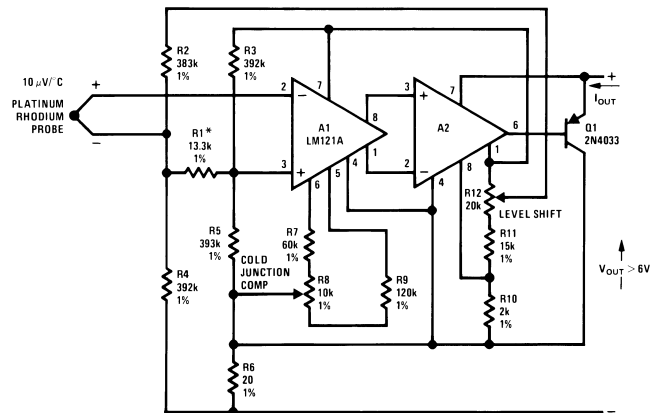 R2
383k
1%
R3
392k
1%
10 μV/°C
PLATINUM
RHODIUM
PROBE
+
−
R1*
13.3k
1%
2
3
7
−
+
A1
LM121A
8
1
4
5
6
3
2
+
−
A2
7
6
1
8
4
+
IOUT
Q1
2N4033
R12
20k
LEVEL SHIFT
R11
15k
1%
R10
2k
1%
VOUT > 6V
R5
393k
1%
COLD
JUNCTION
COMP
R4
392k
1%
R7
60k
1%
R8
10k
1%
R9
120k
1%
R6
20
1%
−